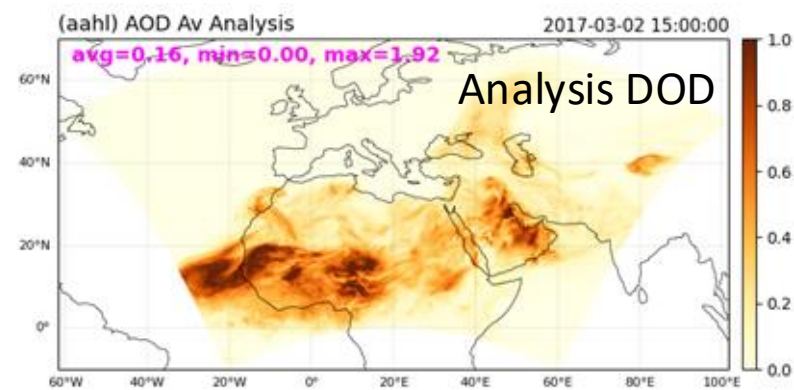 (aahl) AOD Av Analysis 2017-03-02 15:00:00
avg=0.16, min=0.00, max=1.92
Analysis DOD
60°N
40°N
20°N
0°
60°W 40°W 20°W 0° 20°E 40°E 60°E 80°E 100°E
1.0
0.8
0.6
0.4
0.2
0.0